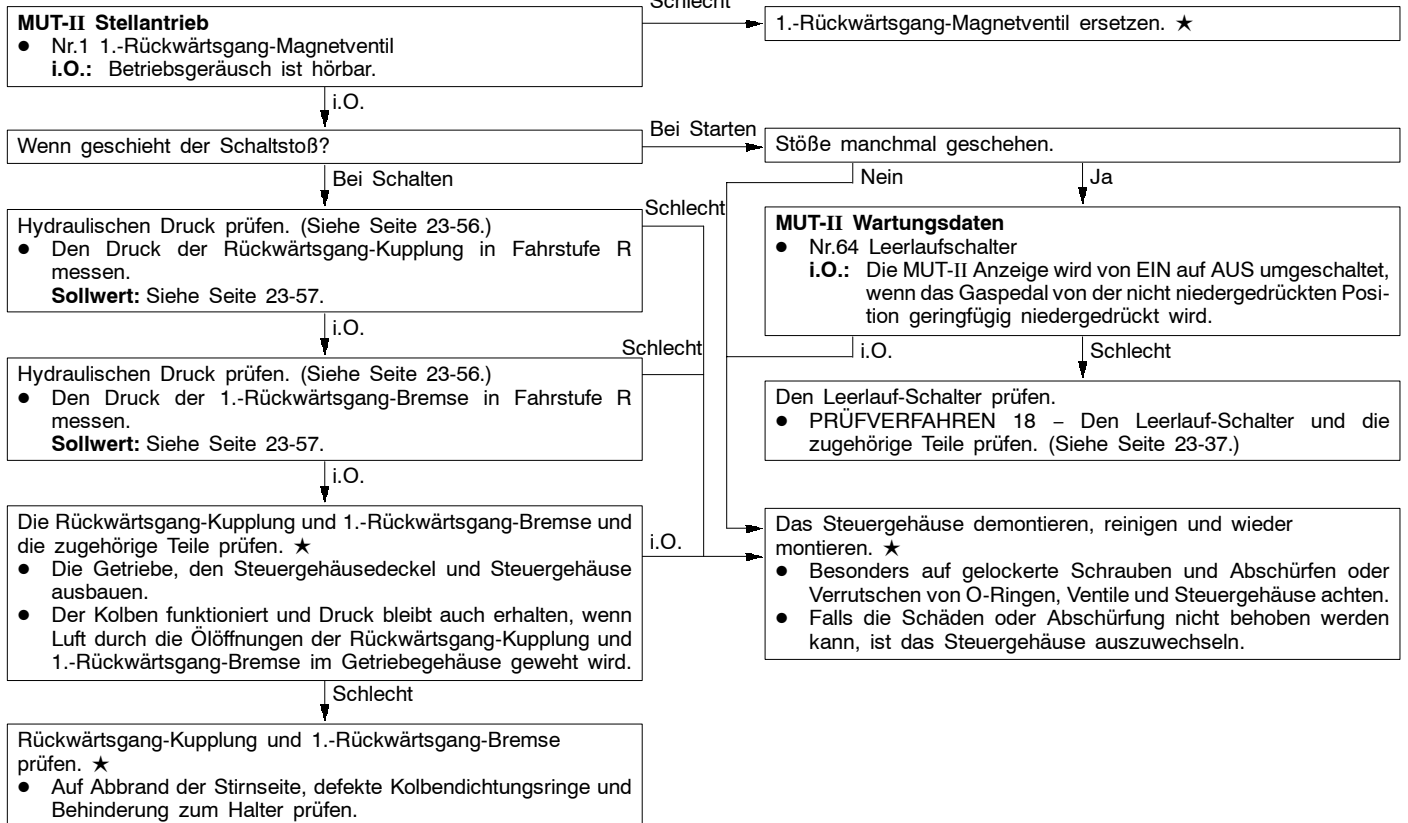 Schlecht
MUT-II Stellantrieb
● Nr.1 1.-Rückwärtsgang-Magnetventil
i.O.: Betriebsgeräusch ist hörbar.
1.-Rückwärtsgang-Magnetventil ersetzen. ★
i.O.
Wenn geschieht der Schaltstoß?
Bei Starten
Stöße manchmal geschehen.
Bei Schalten
Nein
Ja
Hydraulischen Druck prüfen. (Siehe Seite 23-56.)
● Den Druck der Rückwärtsgang-Kupplung in Fahrstufe R
messen.
Sollwert: Siehe Seite 23-57.
Schlecht
MUT-II Wartungsdaten
● Nr.64 Leerlaufschalter
i.O.: Die MUT-II Anzeige wird von EIN auf AUS umgeschaltet,
wenn das Gaspedal von der nicht niedergedrückten Posi-
tion geringfügig niedergedrückt wird.
i.O.
Schlecht
i.O.
Schlecht
Hydraulischen Druck prüfen. (Siehe Seite 23-56.)
● Den Druck der 1.-Rückwärtsgang-Bremse in Fahrstufe R
messen.
Sollwert: Siehe Seite 23-57.
Den Leerlauf-Schalter prüfen.
● PRÜFVERFAHREN 18 – Den Leerlauf-Schalter und die
zugehörige Teile prüfen. (Siehe Seite 23-37.)
i.O.
Die Rückwärtsgang-Kupplung und 1.-Rückwärtsgang-Bremse und
die zugehörige Teile prüfen. ★
● Die Getriebe, den Steuergehäusedeckel und Steuergehäuse
ausbauen.
● Der Kolben funktioniert und Druck bleibt auch erhalten, wenn
Luft durch die Ölöffnungen der Rückwärtsgang-Kupplung und
1.-Rückwärtsgang-Bremse im Getriebegehäuse geweht wird.
i.O.
Das Steuergehäuse demontieren, reinigen und wieder
montieren. ★
● Besonders auf gelockerte Schrauben und Abschürfen oder
Verrutschen von O-Ringen, Ventile und Steuergehäuse achten.
● Falls die Schäden oder Abschürfung nicht behoben werden
kann, ist das Steuergehäuse auszuwechseln.
Schlecht
Rückwärtsgang-Kupplung und 1.-Rückwärtsgang-Bremse
prüfen. ★
● Auf Abbrand der Stirnseite, defekte Kolbendichtungsringe und
Behinderung zum Halter prüfen.